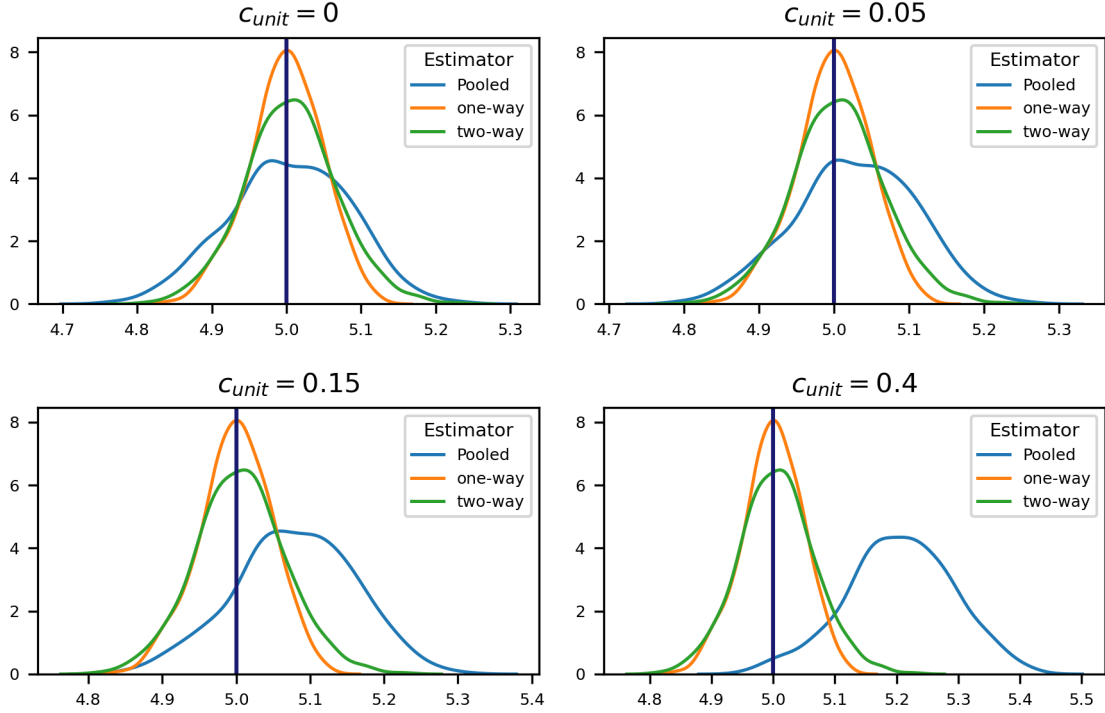 c_unit = 0
8
6
4
2
0
4.7 4.8 4.9 5.0 5.1 5.2 5.3
Estimator
Pooled
one-way
two-way
c_unit = 0.05
8
6
4
2
0
4.7 4.8 4.9 5.0 5.1 5.2 5.3
Estimator
Pooled
one-way
two-way
c_unit = 0.15
8
6
4
2
0
4.8 4.9 5.0 5.1 5.2 5.3 5.4
Estimator
Pooled
one-way
two-way
c_unit = 0.4
8
6
4
2
0
4.8 4.9 5.0 5.1 5.2 5.3 5.4 5.5
Estimator
Pooled
one-way
two-way